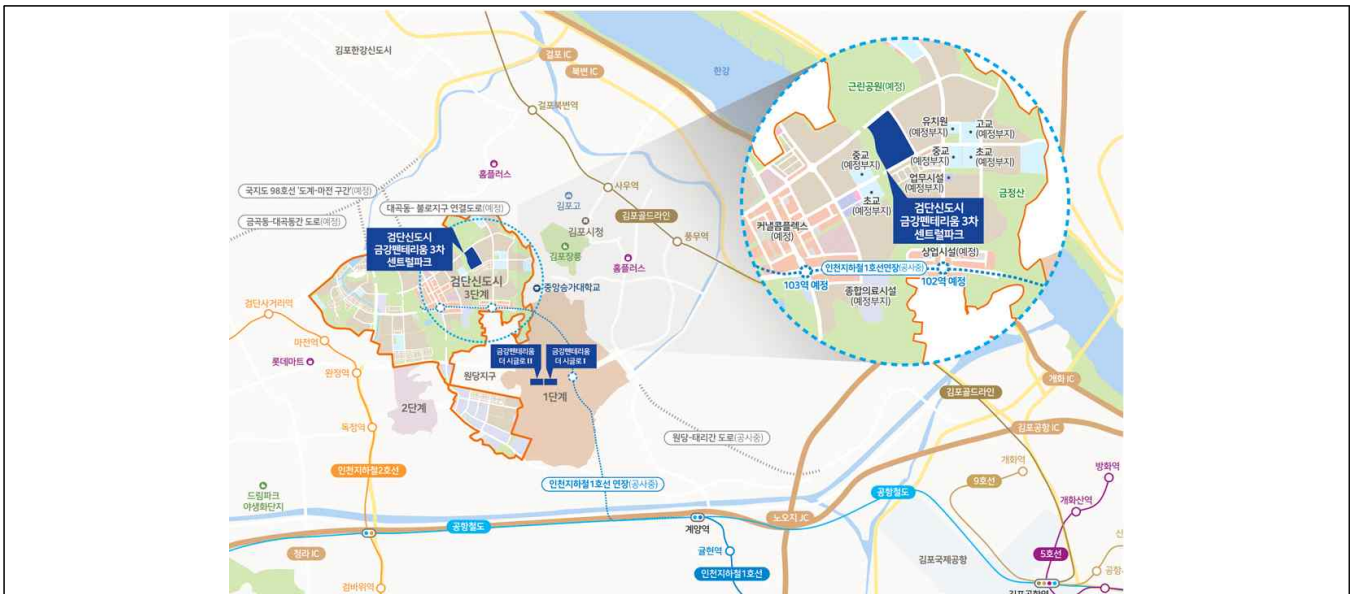 김포한강신도시
걸포 IC
북변 IC
한강
걸포북변역
홈플러스
사우역
국지도 98호선 '도계-마전 구간'(예정)
대곡동- 불로지구 연결도로(예정)
금곡동-대곡동간 도로(예정)
김포고
김포시청
김포골드라인
풍무역
김포장릉
홈플러스
검단신도시
금강펜테리움 3차
센트럴파크
검단신도시
3단계
중앙승가대학교
근린공원(예정)
유치원
(예정부지)
고교
(예정부지)
중교
(예정부지)
중교
(예정부지)
초교
(예정부지)
업무시설
(예정부지)
초교
(예정부지)
금정산
검단신도시
금강펜테리움 3차
센트럴파크
커낼콤플렉스
(예정)
상업시설(예정)
인천지하철1호선연장(공사중)
103역 예정
102역 예정
종합의료시설
(예정부지)
검단사거리역
마전역
롯데마트
완정역
금강펜테리움
더 시글로 II
금강펜테리움
더 시글로 I
원당지구
1단계
2단계
독정역
원당-태리간 도로(공사중)
개화 IC
김포골드라인
김포공항 IC
인천지하철2호선
인천지하철1호선 연장(공사중)
드림파크
야생화단지
개화역
방화역
9호선
개화산역
공항철도
공항철도
노오지 JC
계양역
청라 IC
귤현역
김포국제공항
5호선
인천지하철1호선
검바위역
김포공항역